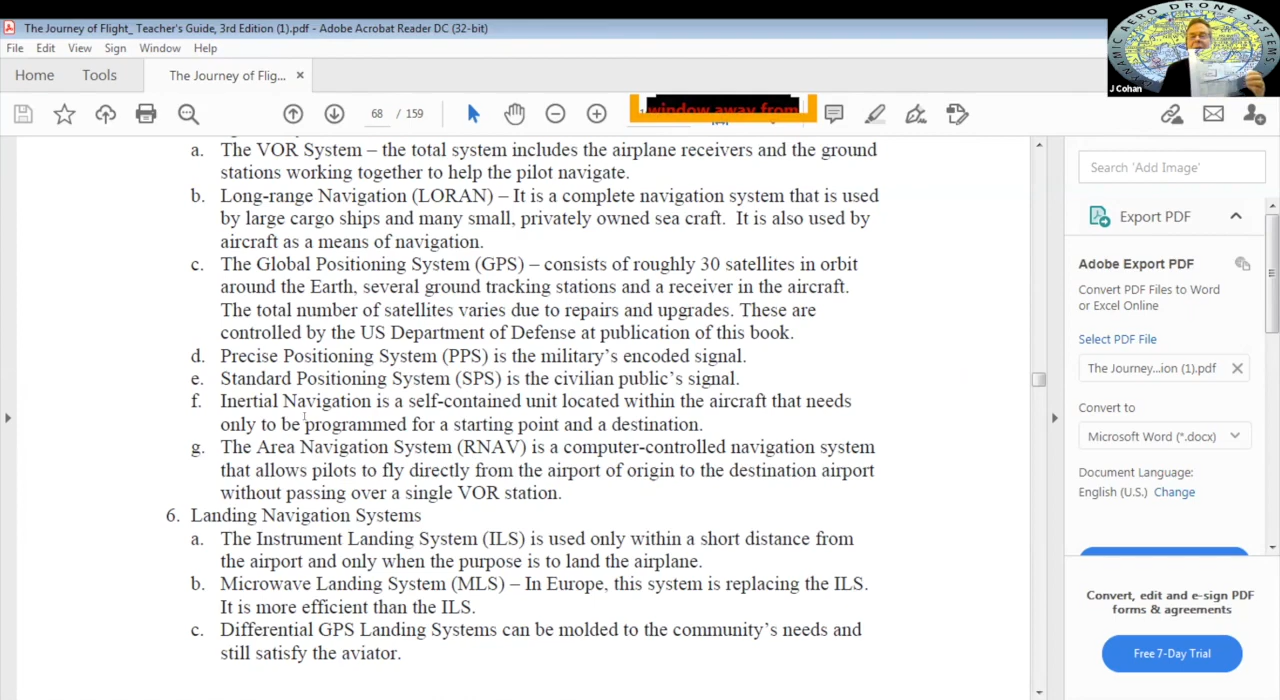 The Journey of Flight_ Teacher's Guide, 3rd Edition (1).pdf - Adobe Acrobat Reader DC (32-bit)
File Edit View Sign Window Help
Home Tools The Journey of Flig... ×
68 / 159
window away from
DYNAMIC AERO DRONE SYSTEMS
J Cohan
a. The VOR System – the total system includes the airplane receivers and the ground
stations working together to help the pilot navigate.
b. Long-range Navigation (LORAN) – It is a complete navigation system that is used
by large cargo ships and many small, privately owned sea craft. It is also used by
aircraft as a means of navigation.
c. The Global Positioning System (GPS) – consists of roughly 30 satellites in orbit
around the Earth, several ground tracking stations and a receiver in the aircraft.
The total number of satellites varies due to repairs and upgrades. These are
controlled by the US Department of Defense at publication of this book.
d. Precise Positioning System (PPS) is the military's encoded signal.
e. Standard Positioning System (SPS) is the civilian public's signal.
f. Inertial Navigation is a self-contained unit located within the aircraft that needs
only to be programmed for a starting point and a destination.
g. The Area Navigation System (RNAV) is a computer-controlled navigation system
that allows pilots to fly directly from the airport of origin to the destination airport
without passing over a single VOR station.
6. Landing Navigation Systems
a. The Instrument Landing System (ILS) is used only within a short distance from
the airport and only when the purpose is to land the airplane.
b. Microwave Landing System (MLS) – In Europe, this system is replacing the ILS.
It is more efficient than the ILS.
c. Differential GPS Landing Systems can be molded to the community's needs and
still satisfy the aviator.
Search 'Add Image'
Export PDF
Adobe Export PDF
Convert PDF Files to Word
or Excel Online
Select PDF File
The Journey...ion (1).pdf ×
Convert to
Microsoft Word (*.docx)
Document Language:
English (U.S.) Change
Convert, edit and e-sign PDF
forms & agreements
Free 7-Day Trial